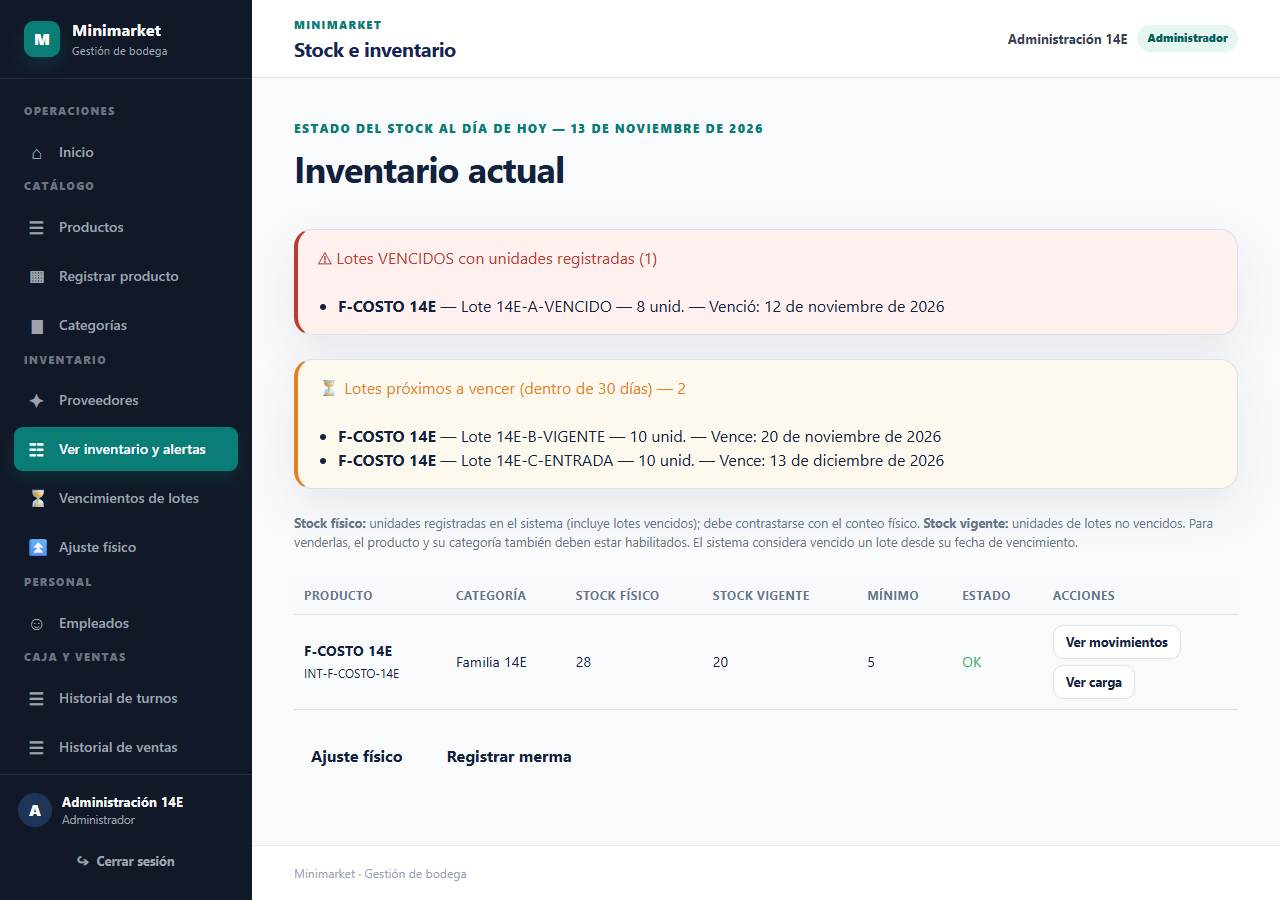 M
Minimarket
Gestión de bodega
OPERACIONES
Inicio
CATÁLOGO
Productos
Registrar producto
Categorías
INVENTARIO
Proveedores
Ver inventario y alertas
Vencimientos de lotes
Ajuste físico
PERSONAL
Empleados
CAJA Y VENTAS
Historial de turnos
Historial de ventas
A
Administración 14E
Administrador
Cerrar sesión
MINIMARKET
Stock e inventario
Administración 14E
Administrador
ESTADO DEL STOCK AL DÍA DE HOY — 13 DE NOVIEMBRE DE 2026
Inventario actual
⚠ Lotes VENCIDOS con unidades registradas (1)
• F-COSTO 14E — Lote 14E-A-VENCIDO — 8 unid. — Venció: 12 de noviembre de 2026
⏳ Lotes próximos a vencer (dentro de 30 días) — 2
• F-COSTO 14E — Lote 14E-B-VIGENTE — 10 unid. — Vence: 20 de noviembre de 2026
• F-COSTO 14E — Lote 14E-C-ENTRADA — 10 unid. — Vence: 13 de diciembre de 2026
Stock físico: unidades registradas en el sistema (incluye lotes vencidos); debe contrastarse con el conteo físico. Stock vigente: unidades de lotes no vencidos. Para
venderlas, el producto y su categoría también deben estar habilitados. El sistema considera vencido un lote desde su fecha de vencimiento.
PRODUCTO CATEGORÍA STOCK FÍSICO STOCK VIGENTE MÍNIMO ESTADO ACCIONES
F-COSTO 14E
INT-F-COSTO-14E
Familia 14E 28 20 5 OK
Ver movimientos
Ver carga
Ajuste físico Registrar merma
Minimarket · Gestión de bodega